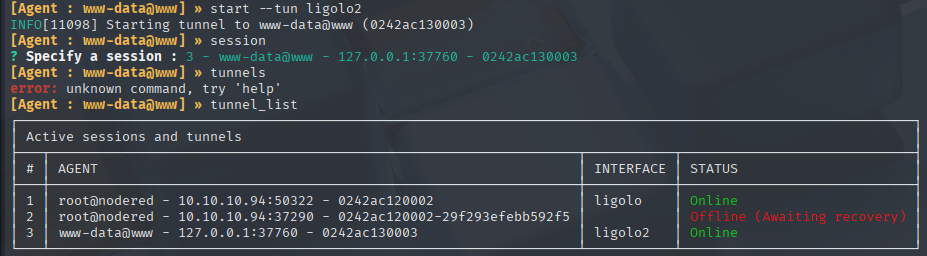 [Agent : www-data@www] » start --tun ligolo2
INFO[11098] Starting tunnel to www-data@www (0242ac130003)
[Agent : www-data@www] » session
? Specify a session : 3 - www-data@www - 127.0.0.1:37760 - 0242ac130003
[Agent : www-data@www] » tunnels
error: unknown command, try 'help'
[Agent : www-data@www] » tunnel_list
Active sessions and tunnels
# AGENT INTERFACE STATUS
1 root@nodered - 10.10.10.94:50322 - 0242ac120002 ligolo Online
2 root@nodered - 10.10.10.94:37290 - 0242ac120002-29f293efebb592f5 Offline (Awaiting recovery)
3 www-data@www - 127.0.0.1:37760 - 0242ac130003 ligolo2 Online